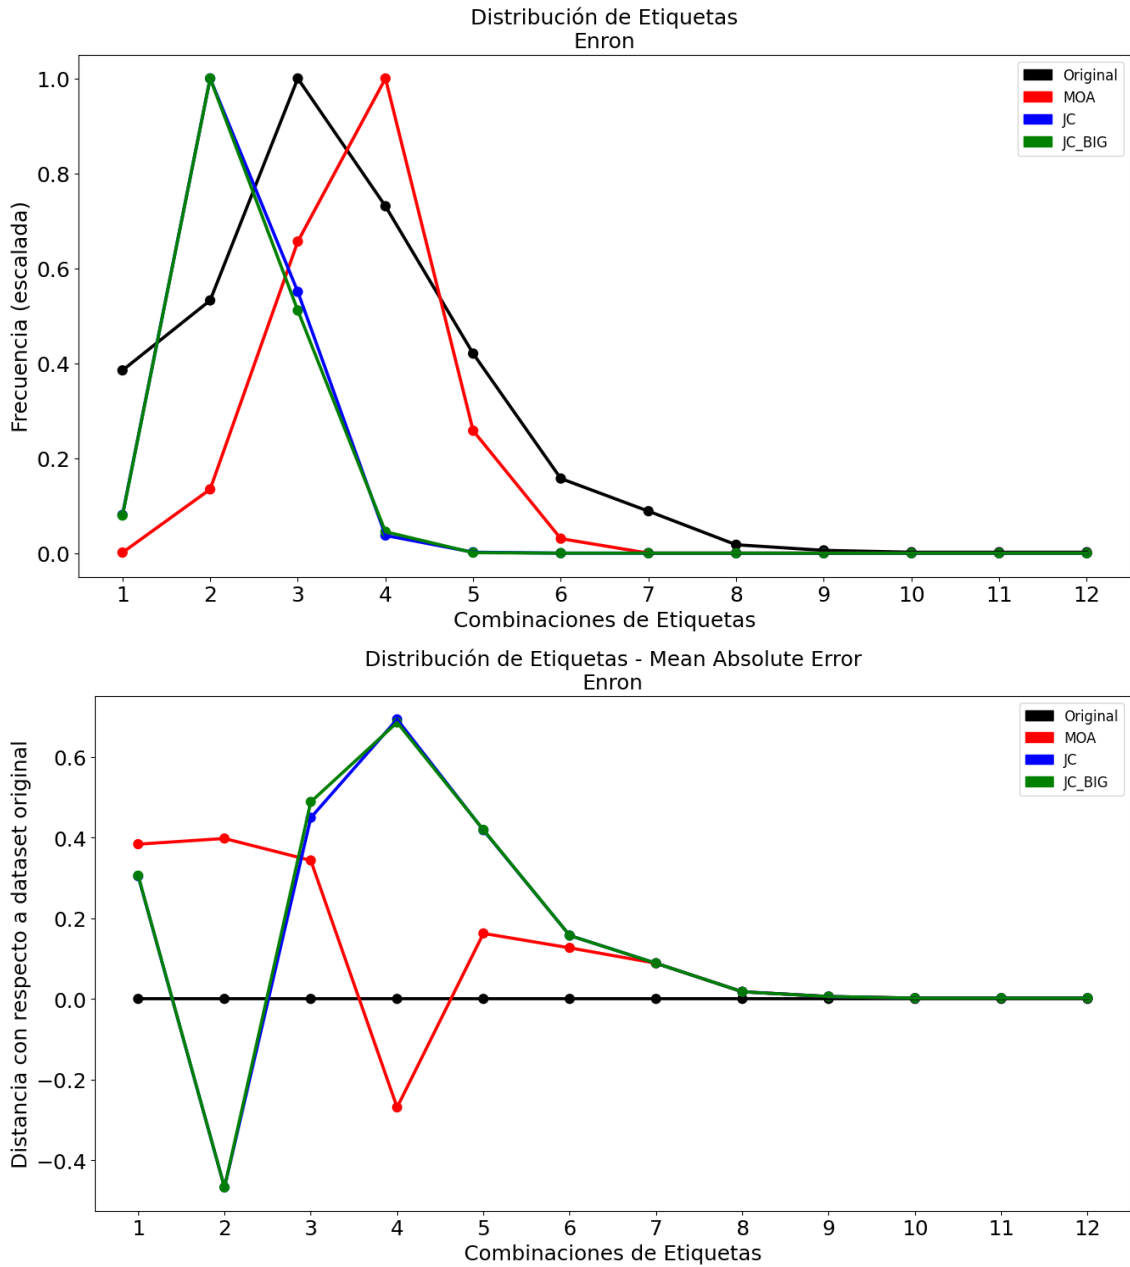 Distribución de Etiquetas
Enron
Original
MOA
JC
JC_BIG
Frecuencia (escalada)
1.0
0.8
0.6
0.4
0.2
0.0
1 2 3 4 5 6 7 8 9 10 11 12
Combinaciones de Etiquetas
Distribución de Etiquetas - Mean Absolute Error
Enron
Original
MOA
JC
JC_BIG
Distancia con respecto a dataset original
0.6
0.4
0.2
0.0
−0.2
−0.4
1 2 3 4 5 6 7 8 9 10 11 12
Combinaciones de Etiquetas